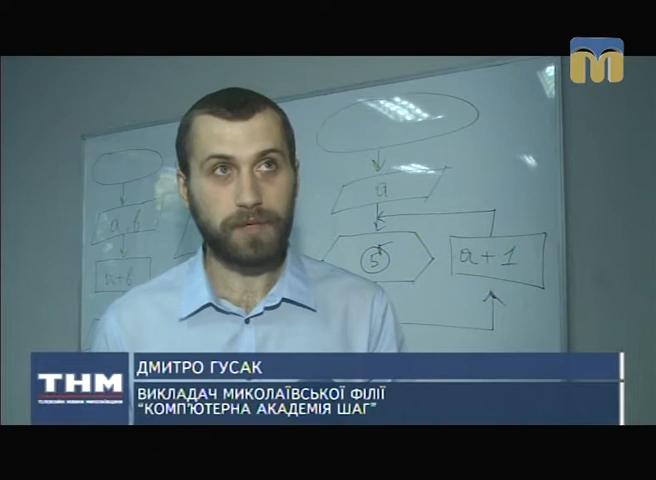 M
a
a, b
5
a+1
a+b
ДМИТРО ГУСАК
ТНМ
ВИКЛАДАЧ МИКОЛАЇВСЬКОЇ ФІЛІЇ
"КОМП'ЮТЕРНА АКАДЕМІЯ ШАГ"